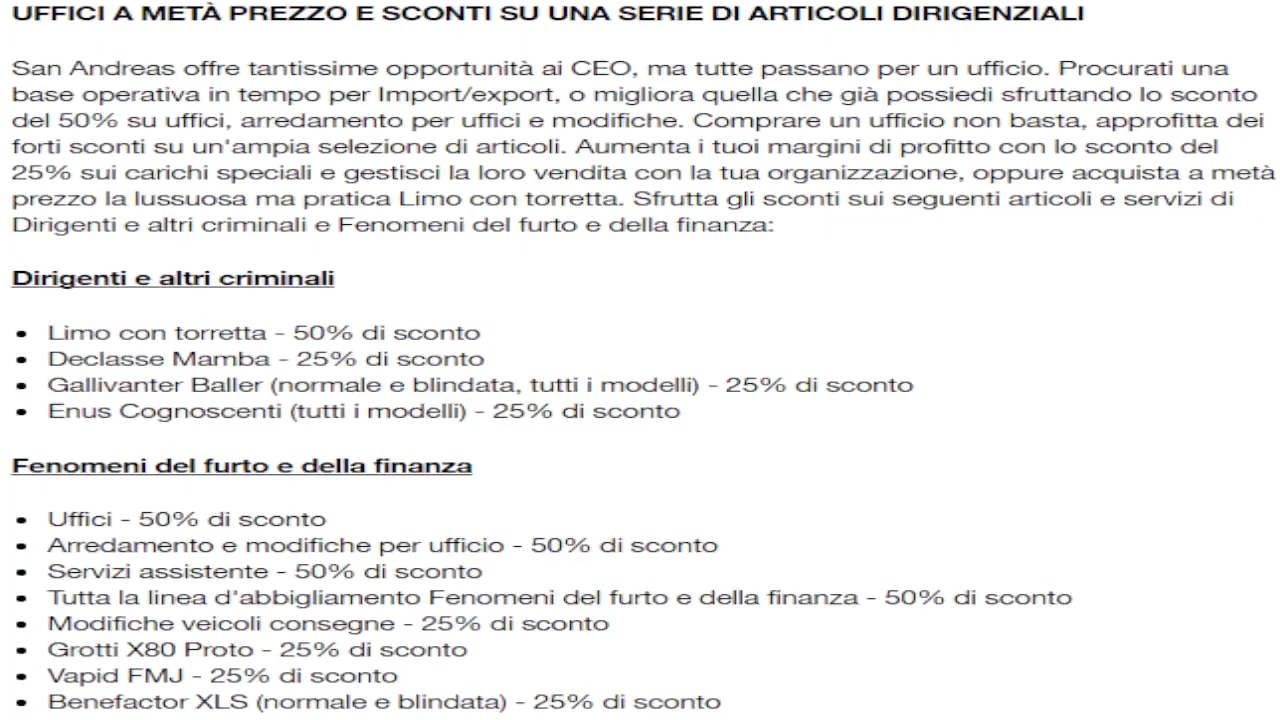 UFFICI A METÀ PREZZO E SCONTI SU UNA SERIE DI ARTICOLI DIRIGENZIALI
San Andreas offre tantissime opportunità ai CEO, ma tutte passano per un ufficio. Procurati una
base operativa in tempo per Import/export, o migliora quella che già possiedi sfruttando lo sconto
del 50% su uffici, arredamento per uffici e modifiche. Comprare un ufficio non basta, approfitta dei
forti sconti su un'ampia selezione di articoli. Aumenta i tuoi margini di profitto con lo sconto del
25% sui carichi speciali e gestisci la loro vendita con la tua organizzazione, oppure acquista a metà
prezzo la lussuosa ma pratica Limo con torretta. Sfrutta gli sconti sui seguenti articoli e servizi di
Dirigenti e altri criminali e Fenomeni del furto e della finanza:
Dirigenti e altri criminali
• Limo con torretta - 50% di sconto
• Declasse Mamba - 25% di sconto
• Gallivanter Baller (normale e blindata, tutti i modelli) - 25% di sconto
• Enus Cognoscenti (tutti i modelli) - 25% di sconto
Fenomeni del furto e della finanza
• Uffici - 50% di sconto
• Arredamento e modifiche per ufficio - 50% di sconto
• Servizi assistente - 50% di sconto
• Tutta la linea d'abbigliamento Fenomeni del furto e della finanza - 50% di sconto
• Modifiche veicoli consegne - 25% di sconto
• Grotti X80 Proto - 25% di sconto
• Vapid FMJ - 25% di sconto
• Benefactor XLS (normale e blindata) - 25% di sconto